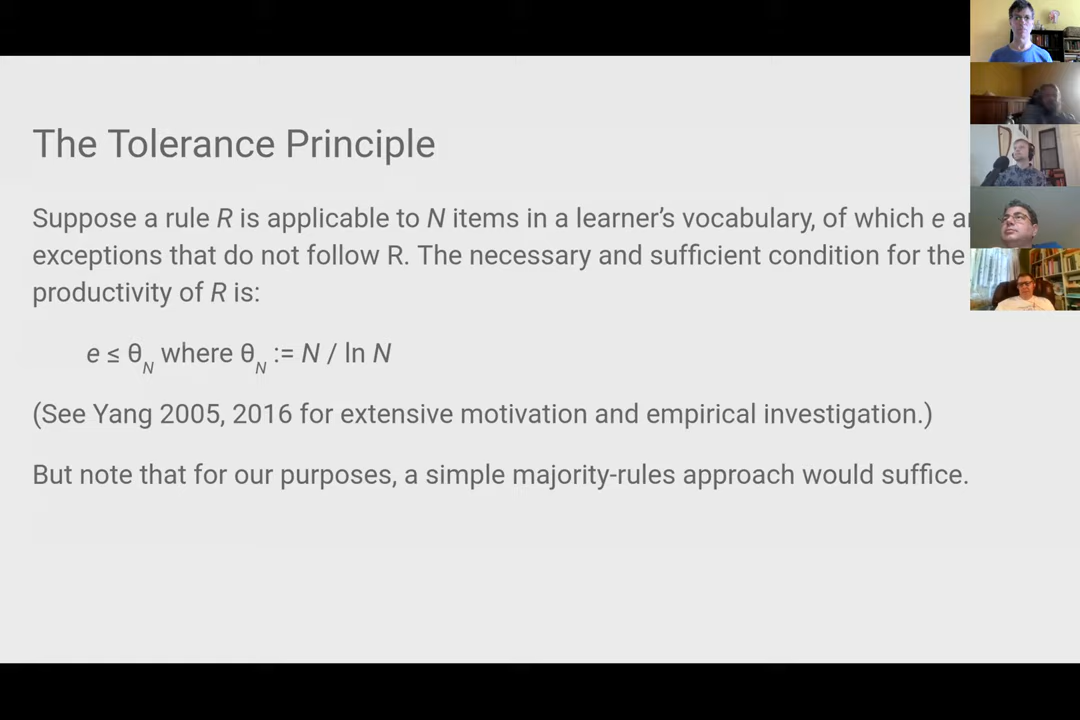 The Tolerance Principle
Suppose a rule R is applicable to N items in a learner's vocabulary, of which e
exceptions that do not follow R. The necessary and sufficient condition for the
productivity of R is:
e ≤ θN where θN := N / ln N
(See Yang 2005, 2016 for extensive motivation and empirical investigation.)
But note that for our purposes, a simple majority-rules approach would suffice.